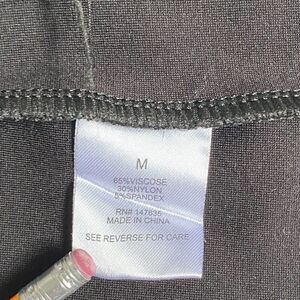 M
65%VISCOSE
30%NYLON
5%SPANDEX
RN# 147635
MADE IN CHINA
SEE REVERSE FOR CARE